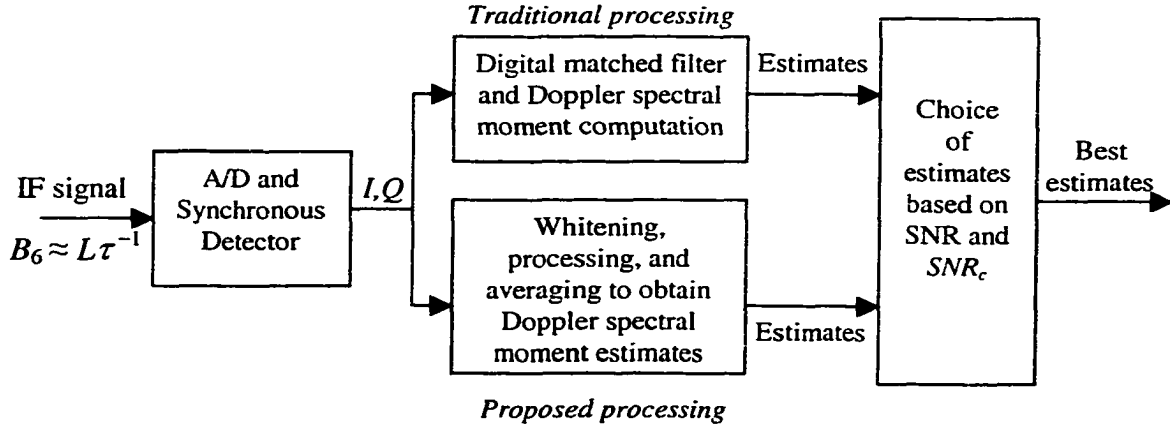 Traditional processing
Digital matched filter
and Doppler spectral
moment computation
Estimates
IF signal
B₆ ≈ Lτ⁻¹
A/D and
Synchronous
Detector
I,Q
Whitening,
processing, and
averaging to obtain
Doppler spectral
moment estimates
Estimates
Proposed processing
Choice
of
estimates
based on
SNR and
SNR_c
Best
estimates